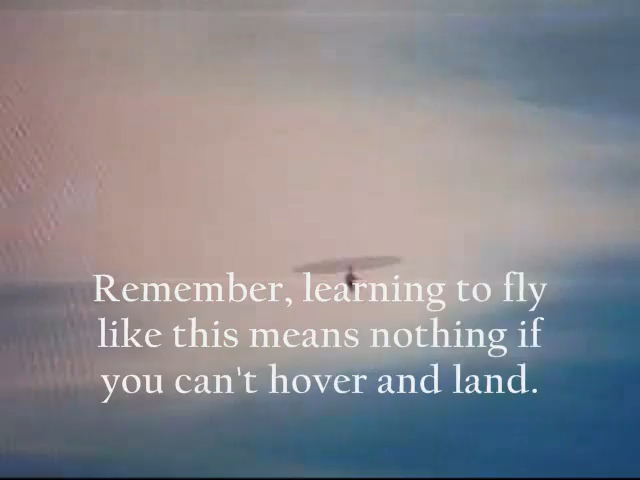 Remember, learning to fly
like this means nothing if
you can't hover and land.